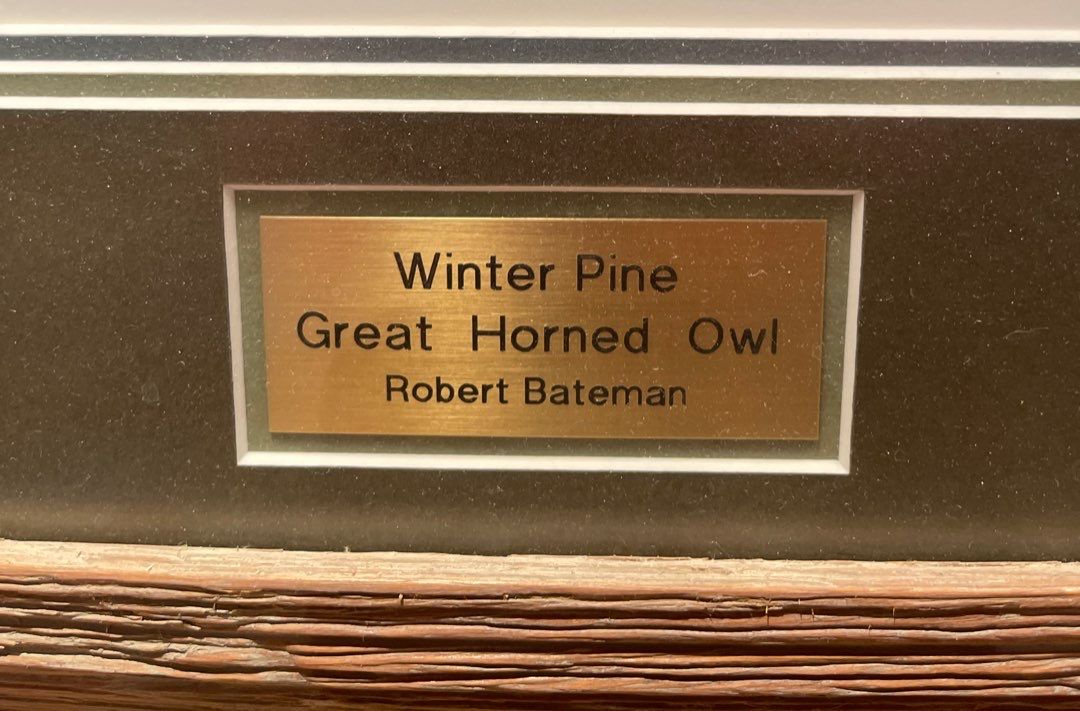 Winter Pine
Great Horned Owl
Robert Bateman